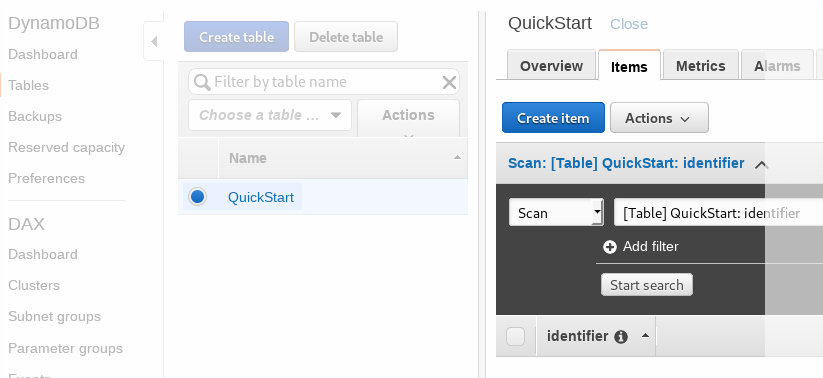 DynamoDB
Dashboard
Tables
Backups
Reserved capacity
Preferences
DAX
Dashboard
Clusters
Subnet groups
Parameter groups
Events
Create table
Delete table
Filter by table name
Choose a table ...
Actions
Name
QuickStart
QuickStart Close
Overview Items Metrics Alarms
Create item Actions
Scan: [Table] QuickStart: identifier
Scan [Table] QuickStart: identifier
Add filter
Start search
identifier